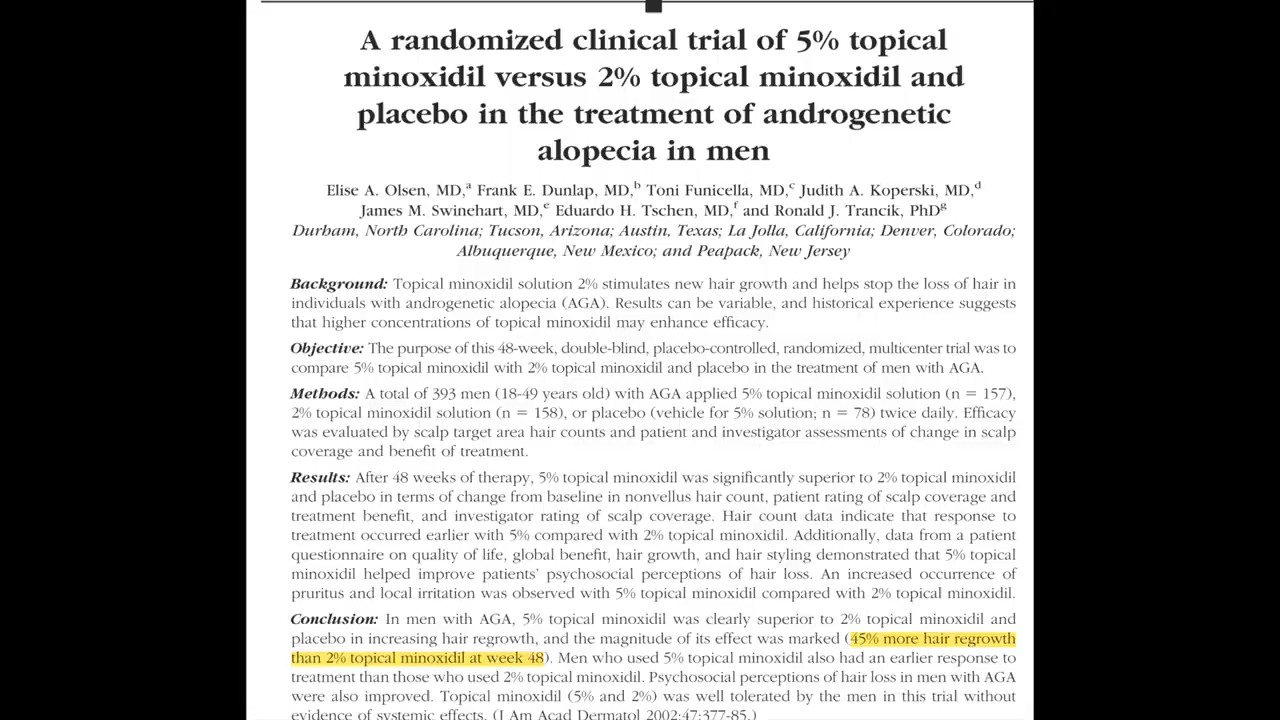 A randomized clinical trial of 5% topical
minoxidil versus 2% topical minoxidil and
placebo in the treatment of androgenetic
alopecia in men
Elise A. Olsen, MD,a Frank E. Dunlap, MD,b Toni Funicella, MD,c Judith A. Koperski, MD,d
James M. Swinehart, MD,e Eduardo H. Tschen, MD,f and Ronald J. Trancik, PhDg
Durham, North Carolina; Tucson, Arizona; Austin, Texas; La Jolla, California; Denver, Colorado;
Albuquerque, New Mexico; and Peapack, New Jersey
Background: Topical minoxidil solution 2% stimulates new hair growth and helps stop the loss of hair in
individuals with androgenetic alopecia (AGA). Results can be variable, and historical experience suggests
that higher concentrations of topical minoxidil may enhance efficacy.
Objective: The purpose of this 48-week, double-blind, placebo-controlled, randomized, multicenter trial was to
compare 5% topical minoxidil with 2% topical minoxidil and placebo in the treatment of men with AGA.
Methods: A total of 393 men (18-49 years old) with AGA applied 5% topical minoxidil solution (n = 157),
2% topical minoxidil solution (n = 158), or placebo (vehicle for 5% solution; n = 78) twice daily. Efficacy
was evaluated by scalp target area hair counts and patient and investigator assessments of change in scalp
coverage and benefit of treatment.
Results: After 48 weeks of therapy, 5% topical minoxidil was significantly superior to 2% topical minoxidil
and placebo in terms of change from baseline in nonvellus hair count, patient rating of scalp coverage and
treatment benefit, and investigator rating of scalp coverage. Hair count data indicate that response to
treatment occurred earlier with 5% compared with 2% topical minoxidil. Additionally, data from a patient
questionnaire on quality of life, global benefit, hair growth, and hair styling demonstrated that 5% topical
minoxidil helped improve patients' psychosocial perceptions of hair loss. An increased occurrence of
pruritus and local irritation was observed with 5% topical minoxidil compared with 2% topical minoxidil.
Conclusion: In men with AGA, 5% topical minoxidil was clearly superior to 2% topical minoxidil and
placebo in increasing hair regrowth, and the magnitude of its effect was marked (45% more hair regrowth
than 2% topical minoxidil at week 48). Men who used 5% topical minoxidil also had an earlier response to
treatment than those who used 2% topical minoxidil. Psychosocial perceptions of hair loss in men with AGA
were also improved. Topical minoxidil (5% and 2%) was well tolerated by the men in this trial without
evidence of systemic effects. (J Am Acad Dermatol 2002;47:377-85.)